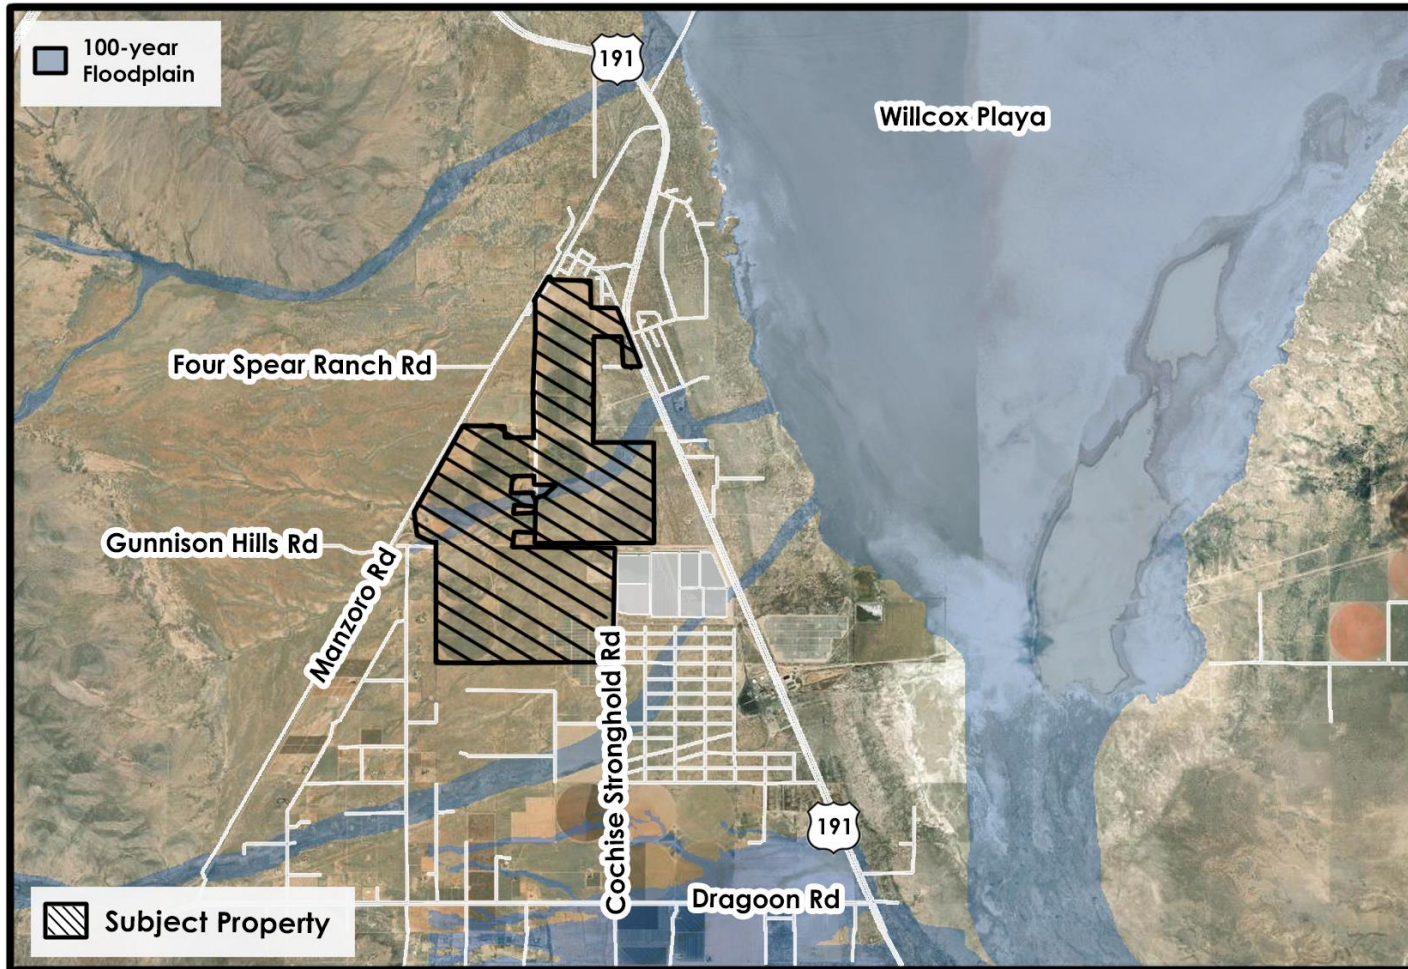 100-year
Floodplain
191
Willcox Playa
Four Spear Ranch Rd
Gunnison Hills Rd
Manzoro Rd
Cochise Stronghold Rd
191
Dragoon Rd
Subject Property